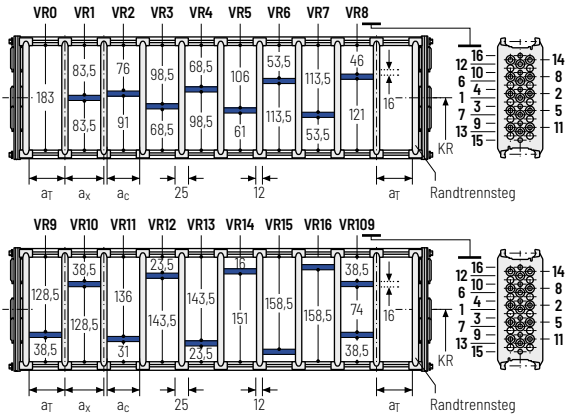 VR0 VR1 VR2 VR3 VR4 VR5 VR6 VR7 VR8
183 83,5 76 98,5 68,5 106 53,5 113,5 46
83,5 91 68,5 98,5 61 113,5 53,5 121
16
KR
aT ax ac 25 12 aT Randtrennsteg
16 12 10 6 4 1 3 7 9 13 15
14 8 2 5 11
VR9 VR10 VR11 VR12 VR13 VR14 VR15 VR16 VR109
128,5 38,5 136 23,5 143,5 16 158,5 158,5 38,5
38,5 128,5 31 143,5 23,5 151 74
38,5
16
KR
aT ax ac 25 12 aT Randtrennsteg
16 12 10 6 4 1 3 7 9 13 15
14 8 2 5 11